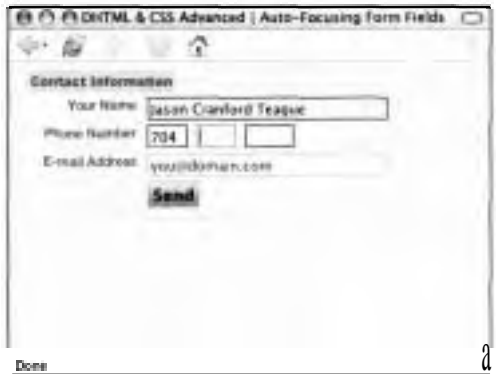 DHTML & CSS Advanced | Auto-Focusing Form Fields
Contact Information
Your Name Jason Cranford Teague
Phone Number 704
E-mail Address you@domain.com
Send
Done
a